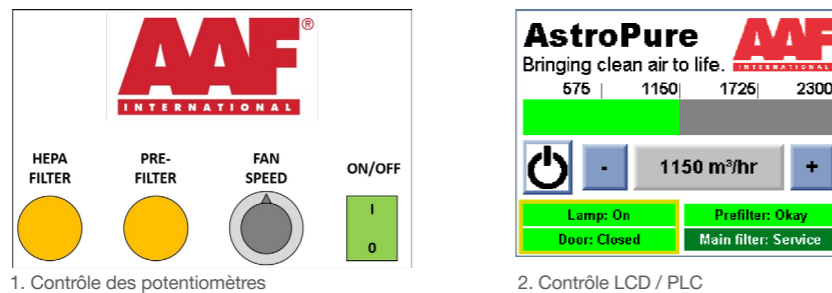 AAF®
INTERNATIONAL
HEPA
FILTER
PRE-
FILTER
FAN
SPEED
ON/OFF
I
0
1. Contrôle des potentiomètres
AstroPure
Bringing clean air to life.
AAF
INTERNATIONAL
575 | 1150| 1725| 2300
- 1150 m³/hr +
Lamp: On Prefilter: Okay
Door: Closed Main filter: Service
2. Contrôle LCD / PLC